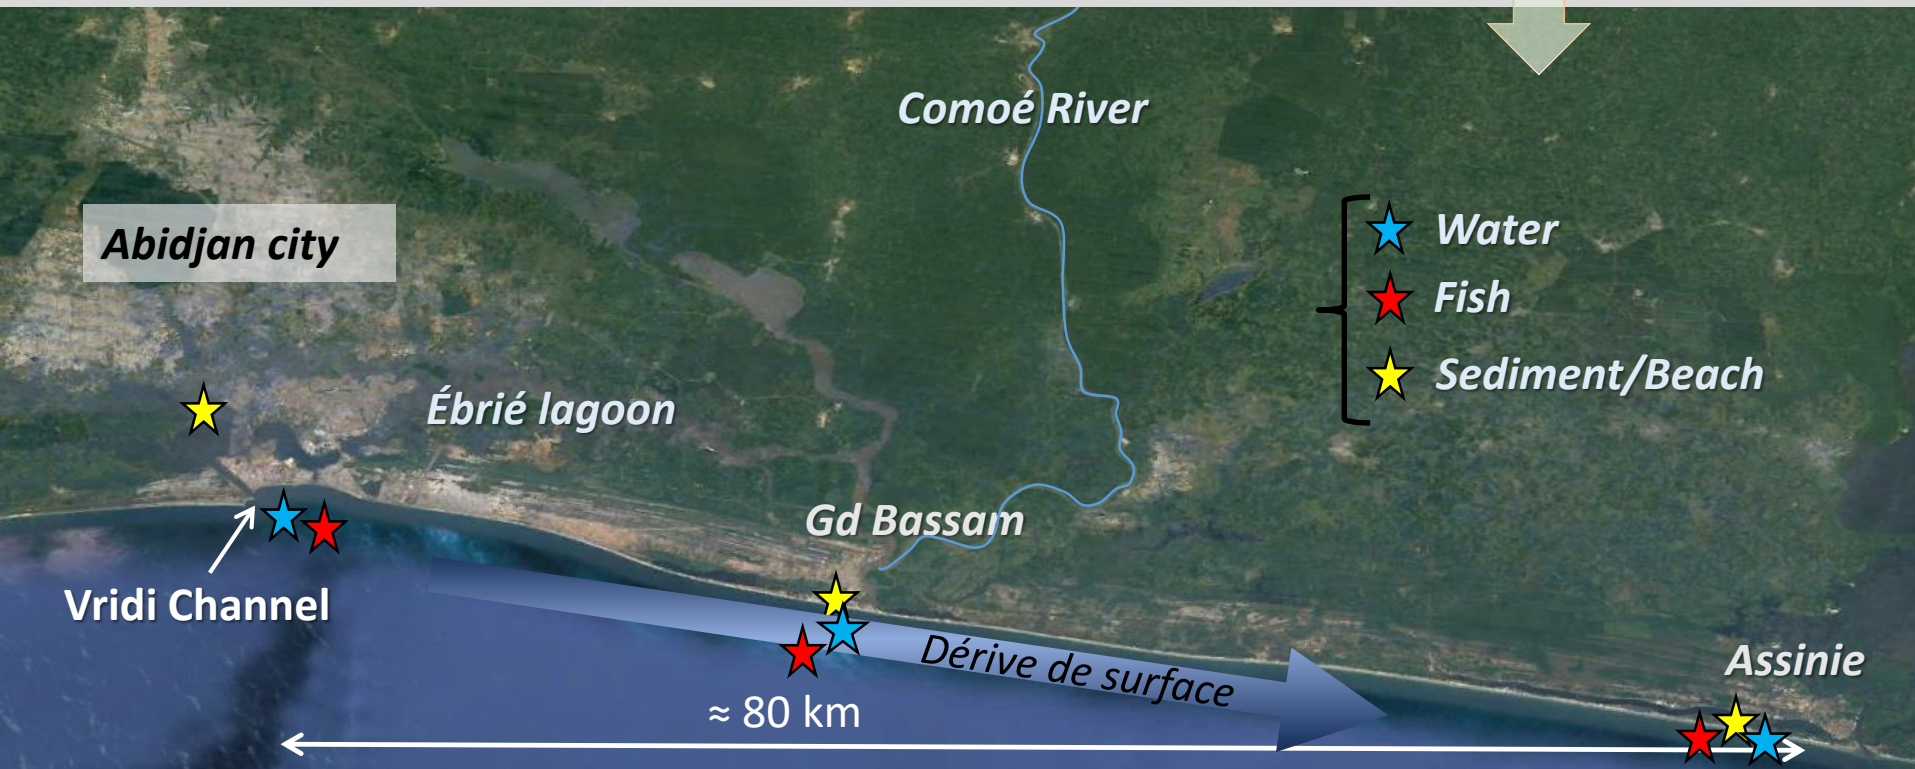 Comoé River
Abidjan city
Water
Fish
Sediment/Beach
Ébrié lagoon
Gd Bassam
Vridi Channel
Dérive de surface
Assinie
≈ 80 km